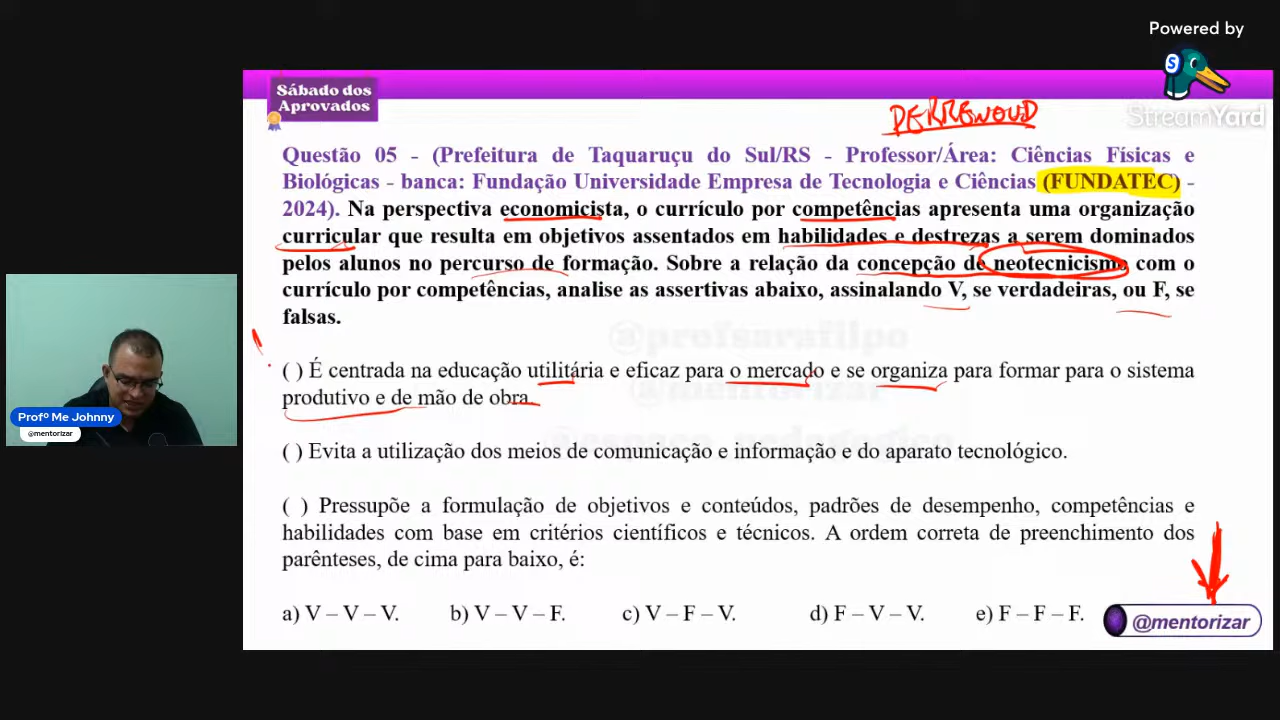 Powered by
S
StreamYard
Sábado dos
Aprovados
PERRENOUD
Questão 05 - (Prefeitura de Taquaruçu do Sul/RS - Professor/Área: Ciências Físicas e
Biológicas - banca: Fundação Universidade Empresa de Tecnologia e Ciências (FUNDATEC) -
2024). Na perspectiva economicista, o currículo por competências apresenta uma organização
curricular que resulta em objetivos assentados em habilidades e destrezas a serem dominados
pelos alunos no percurso de formação. Sobre a relação da concepção de neotecnicismo com o
currículo por competências, analise as assertivas abaixo, assinalando V, se verdadeiras, ou F, se
falsas.
@profsarafilpo
( ) É centrada na educação utilitária e eficaz para o mercado e se organiza para formar para o sistema
produtivo e de mão de obra.
@mentorizar
( ) Evita a utilização dos meios de comunicação e informação e do aparato tecnológico.
( ) Pressupõe a formulação de objetivos e conteúdos, padrões de desempenho, competências e
habilidades com base em critérios científicos e técnicos. A ordem correta de preenchimento dos
parênteses, de cima para baixo, é:
a) V – V – V. b) V – V – F. c) V – F – V. d) F – V – V. e) F – F – F.
@mentorizar
Profº Me Johnny
@mentorizar